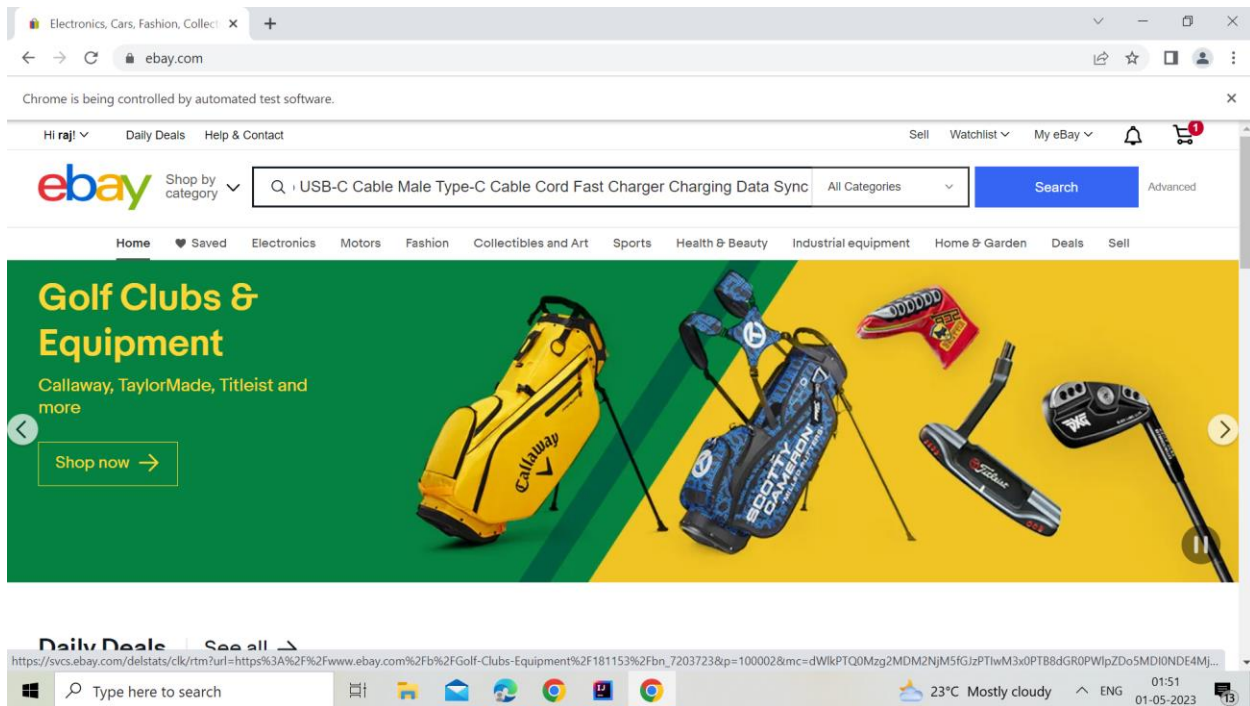 Electronics, Cars, Fash​ion, Collect
ebay.com
Chrome is being controlled by automated test software.
Hi raj! Daily Deals Help & Contact Sell Watchlist My eBay 1
ebay Shop by category USB-C Cable Male Type-C Cable Cord Fast Charger Charging Data Sync All Categories Search Advanced
Home Saved Electronics Motors Fashion Collectibles and Art Sports Health & Beauty Industrial equipment Home & Garden Deals Sell
Golf Clubs &
Equipment
Callaway, TaylorMade, Titleist and
more
Shop now →
Callaway
SCOTTY
CAMERON
Titleist
PXG
Daily Deals See all →
https://svcs.ebay.com/delstats/clk/rtm?url=https%3A%2F%2Fwww.ebay.com%2Fb%2FGolf-Clubs-Equipment%2F181153%2Fbn_7203723&p=100002&mc=
Type here to search 23°C Mostly cloudy ENG 01:51
01-05-2023 13